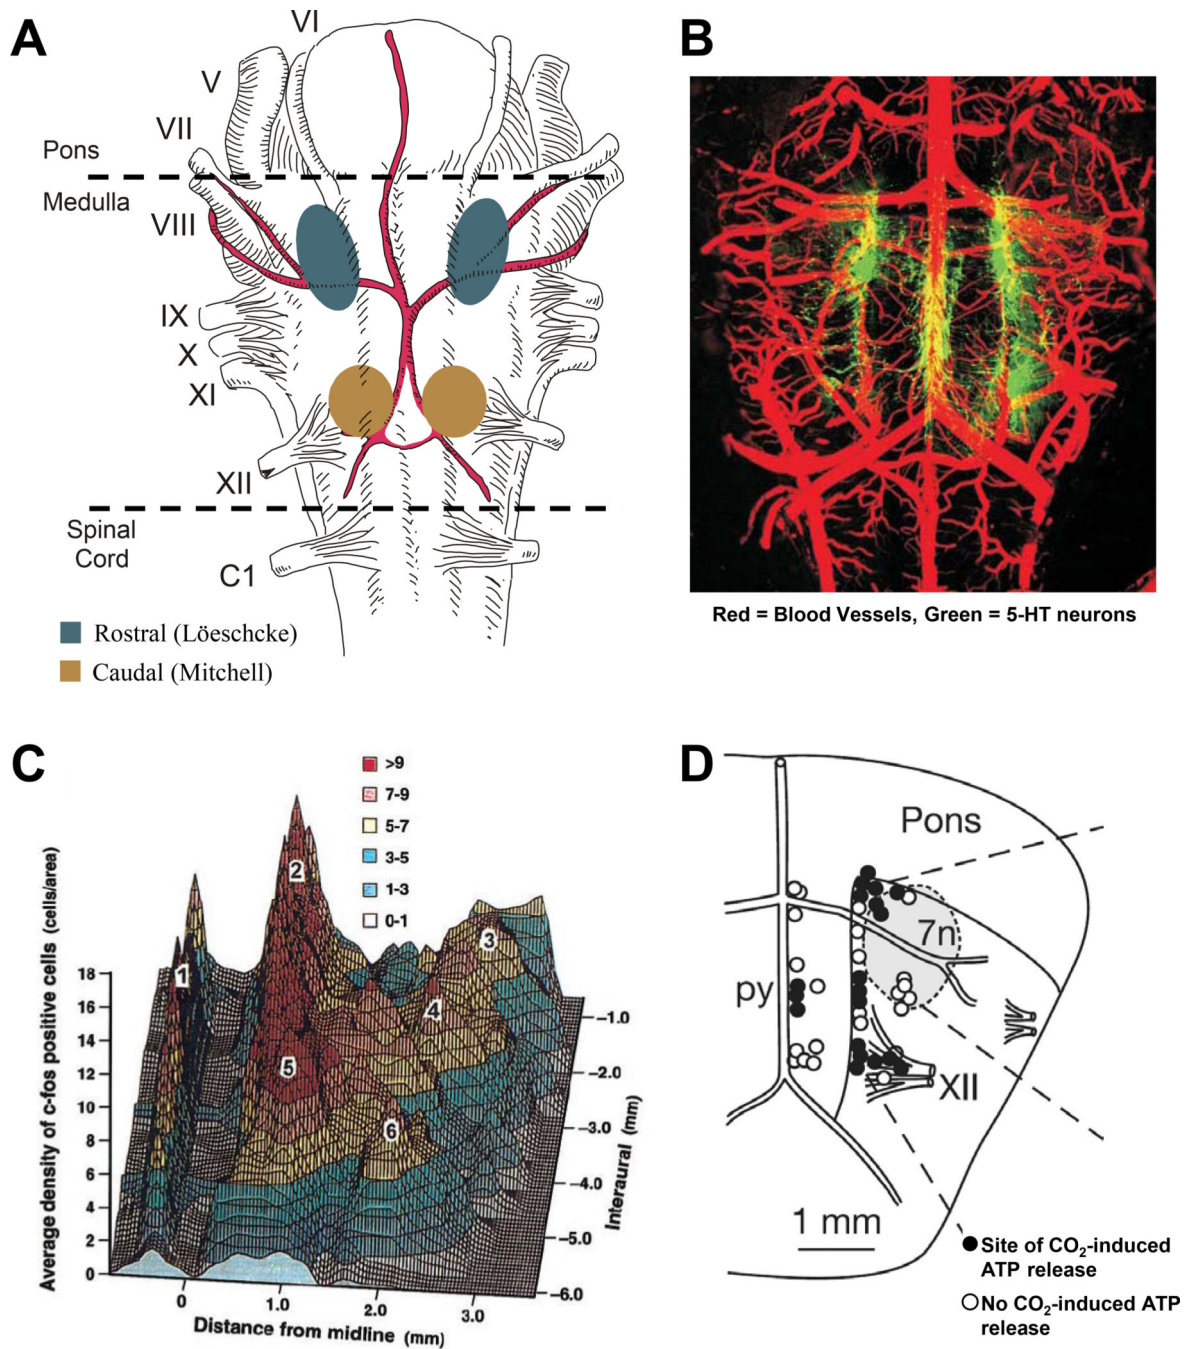 A
VI
V
VII
Pons
Medulla
VIII
IX
X
XI
XII
Spinal
Cord
C1
Rostral (Löeschcke)
Caudal (Mitchell)
B
Red = Blood Vessels, Green = 5-HT neurons
C
>9
7-9
5-7
3-5
1-3
0-1
Average density of c-fos positive cells (cells/area)
18
16
14
12
10
8
6
4
2
0
1
2
3
4
5
6
0
1.0
2.0
3.0
Distance from midline (mm)
-1.0
-2.0
-3.0
-4.0
-5.0
-6.0
Interaural (mm)
D
Pons
7n
py
XII
1 mm
Site of CO₂-induced
ATP release
No CO₂-induced ATP
release